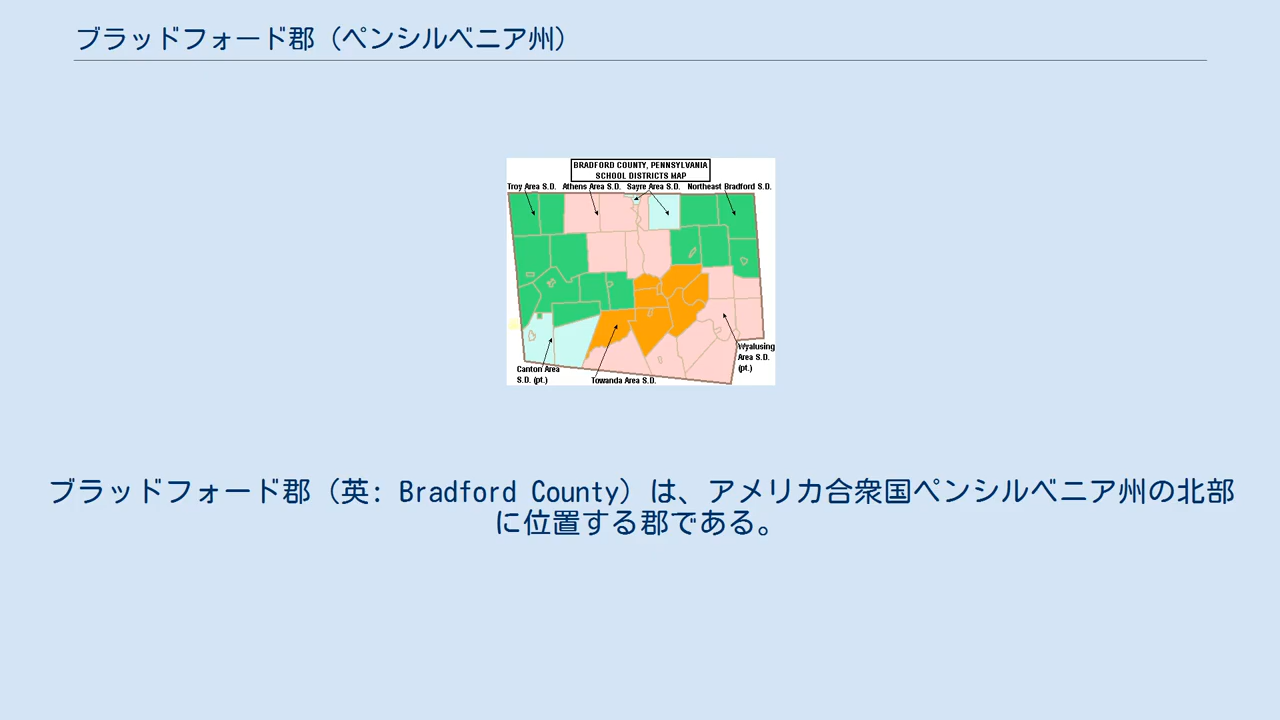 ブラッドフォード郡（ペンシルベニア州）
BRADFORD COUNTY, PENNSYLVANIA
SCHOOL DISTRICTS MAP
Troy Area S.D. Athens Area S.D. Sayre Area S.D. Northeast Bradford S.D.
Wyalusing
Area S.D.
(pt.)
Canton Area
S.D. (pt.)
Towanda Area S.D.
ブラッドフォード郡（英: Bradford County）は、アメリカ合衆国ペンシルベニア州の北部
に位置する郡である。